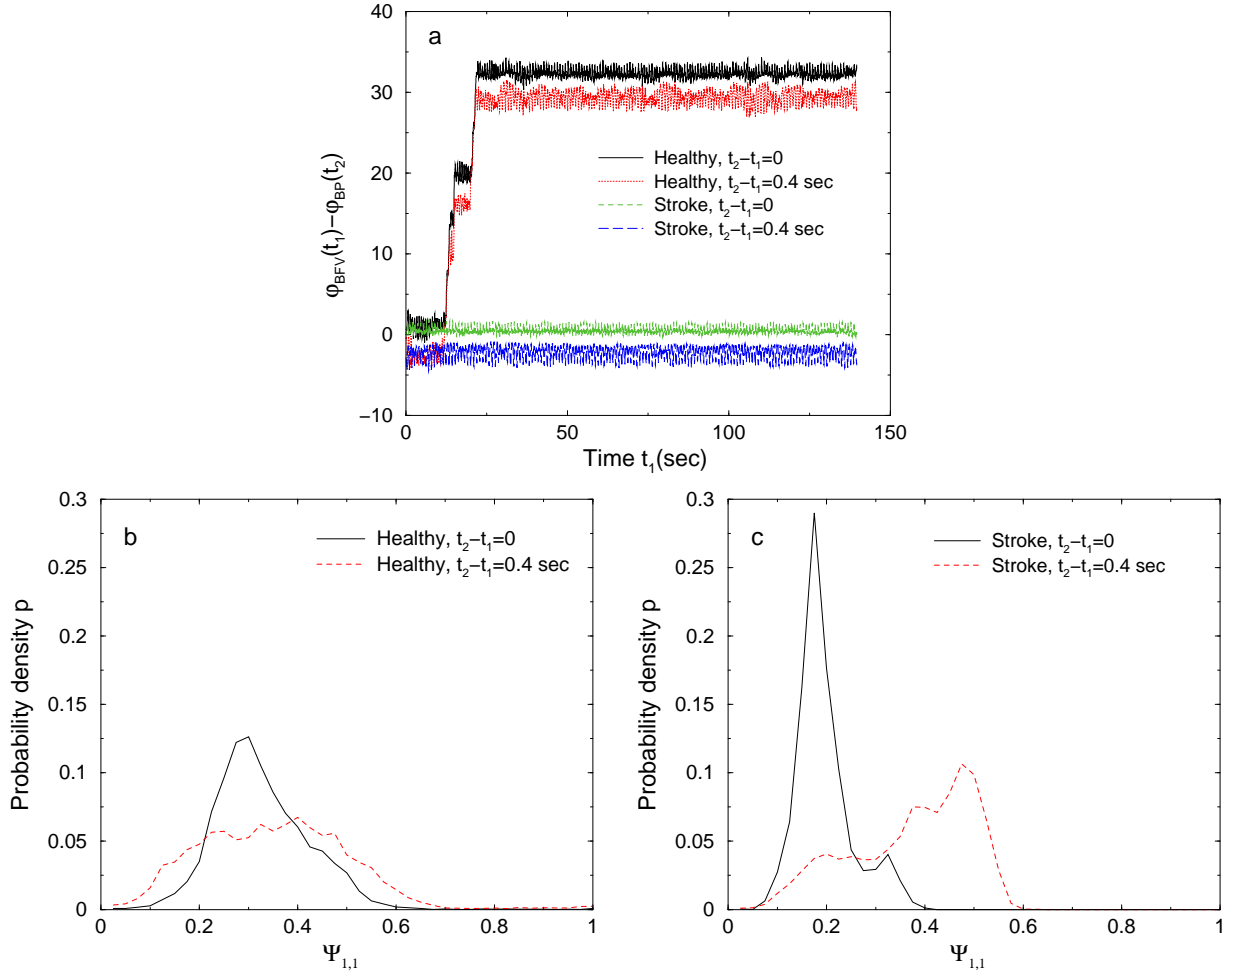 a
40
30
20
10
0
−10
φBFV(t1)−φBP(t2)
Healthy, t2−t1=0
Healthy, t2−t1=0.4 sec
Stroke, t2−t1=0
Stroke, t2−t1=0.4 sec
0 50 100 150
Time t1(sec)
b
0.3
0.25
0.2
0.15
0.1
0.05
0
Probability density p
Healthy, t2−t1=0
Healthy, t2−t1=0.4 sec
0 0.2 0.4 0.6 0.8 1
Ψ1,1
c
0.3
0.25
0.2
0.15
0.1
0.05
0
Probability density p
Stroke, t2−t1=0
Stroke, t2−t1=0.4 sec
0 0.2 0.4 0.6 0.8 1
Ψ1,1